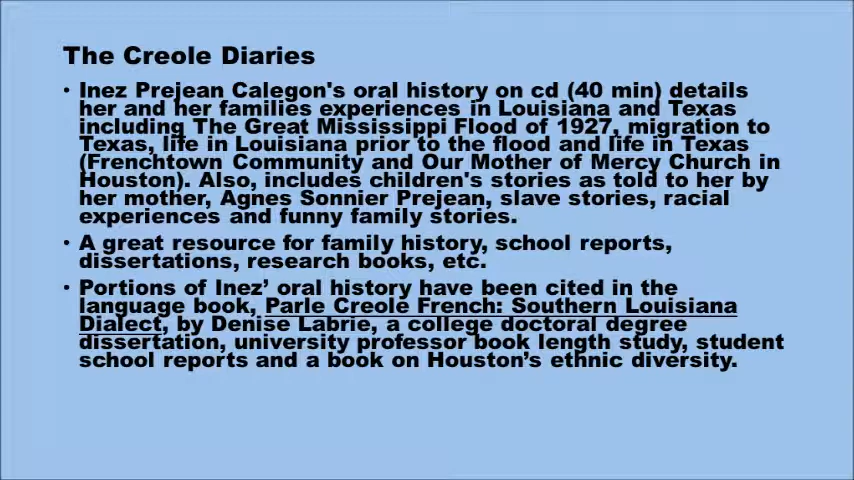 The Creole Diaries
• Inez Prejean Calegon's oral history on cd (40 min) details
her and her families experiences in Louisiana and Texas
including The Great Mississippi Flood of 1927, migration to
Texas, life in Louisiana prior to the flood and life in Texas
(Frenchtown Community and Our Mother of Mercy Church in
Houston). Also, includes children's stories as told to her by
her mother, Agnes Sonnier Prejean, slave stories, racial
experiences and funny family stories.
• A great resource for family history, school reports,
dissertations, research books, etc.
• Portions of Inez’ oral history have been cited in the
language book, Parle Creole French: Southern Louisiana
Dialect, by Denise Labrie, a college doctoral degree
dissertation, university professor book length study, student
school reports and a book on Houston’s ethnic diversity.